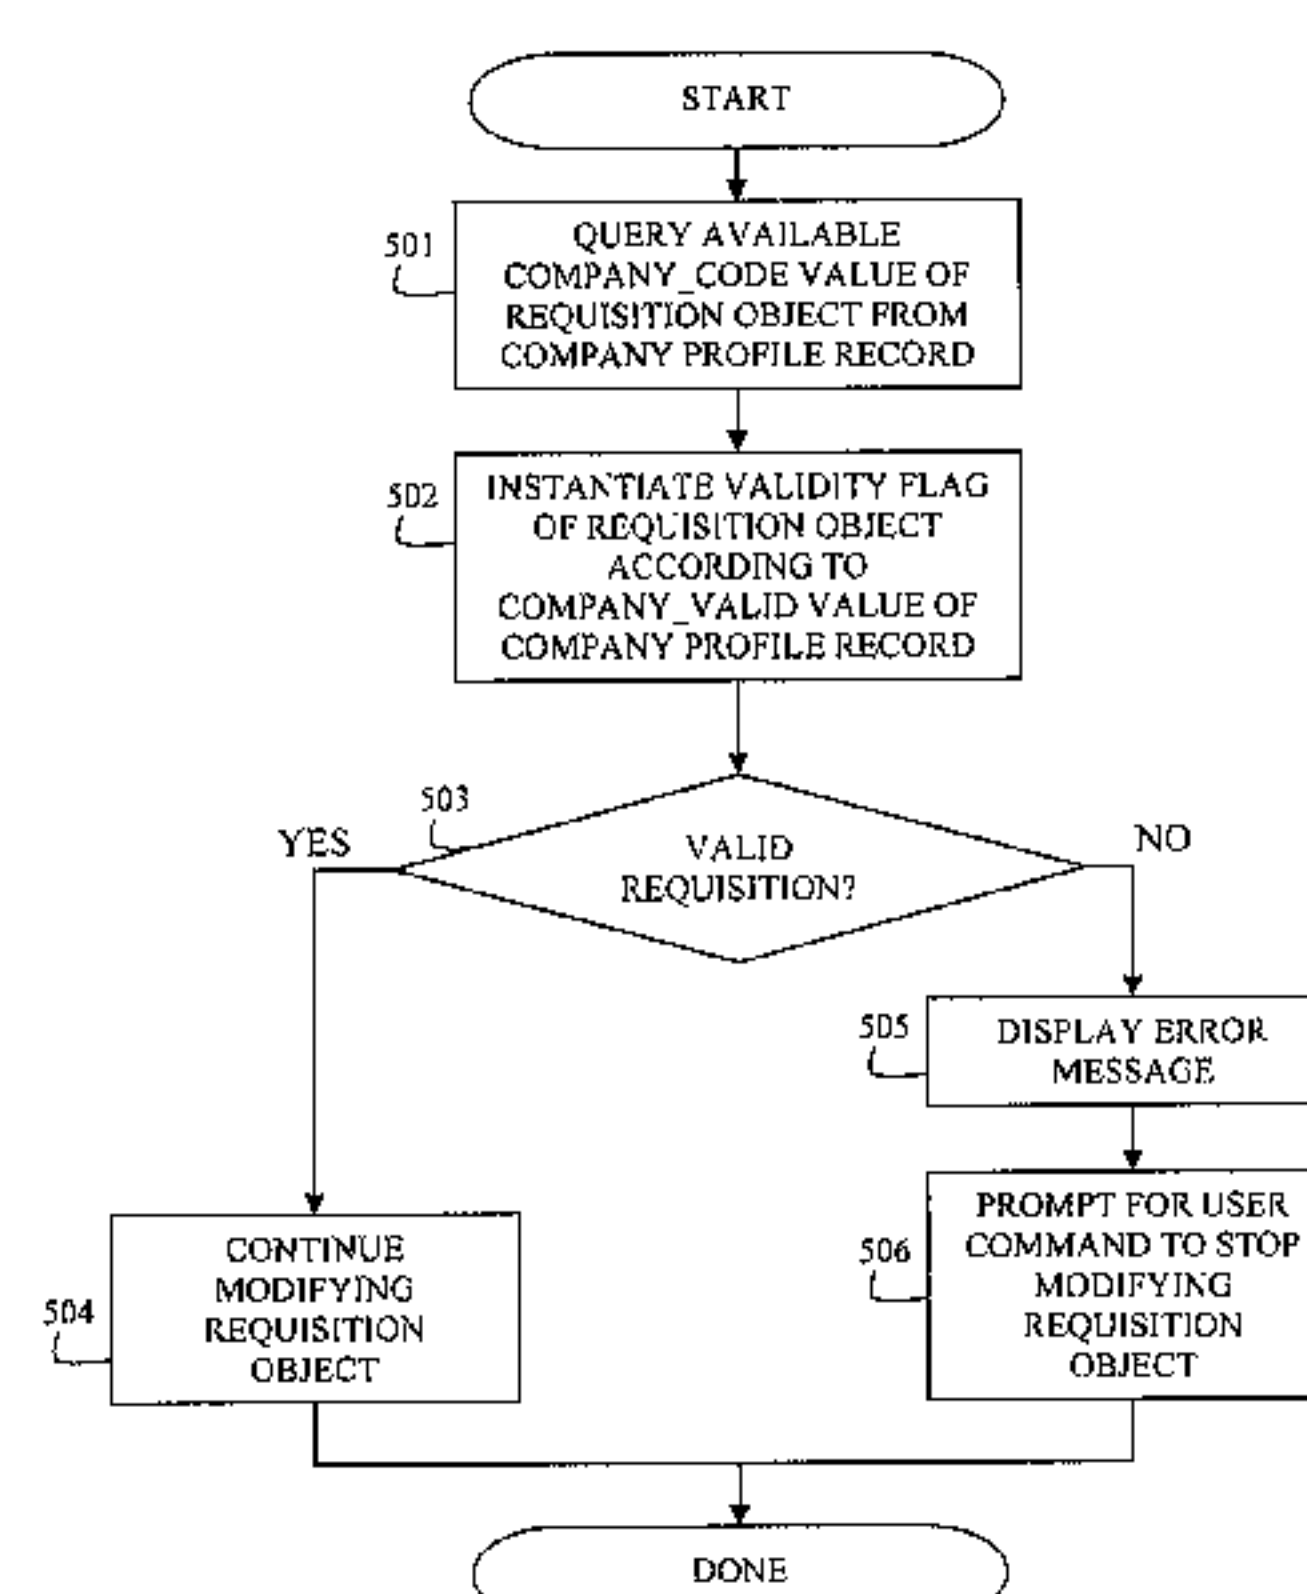 START
501
QUERY AVAILABLE
COMPANY_CODE VALUE OF
REQUISITION OBJECT FROM
COMPANY PROFILE RECORD
502
INSTANTIATE VALIDITY FLAG
OF REQUISITION OBJECT
ACCORDING TO
COMPANY_VALID VALUE OF
COMPANY PROFILE RECORD
503
YES
VALID
REQUISITION?
NO
505
DISPLAY ERROR
MESSAGE
506
PROMPT FOR USER
COMMAND TO STOP
MODIFYING
REQUISITION
OBJECT
504
CONTINUE
MODIFYING
REQUISITION
OBJECT
DONE